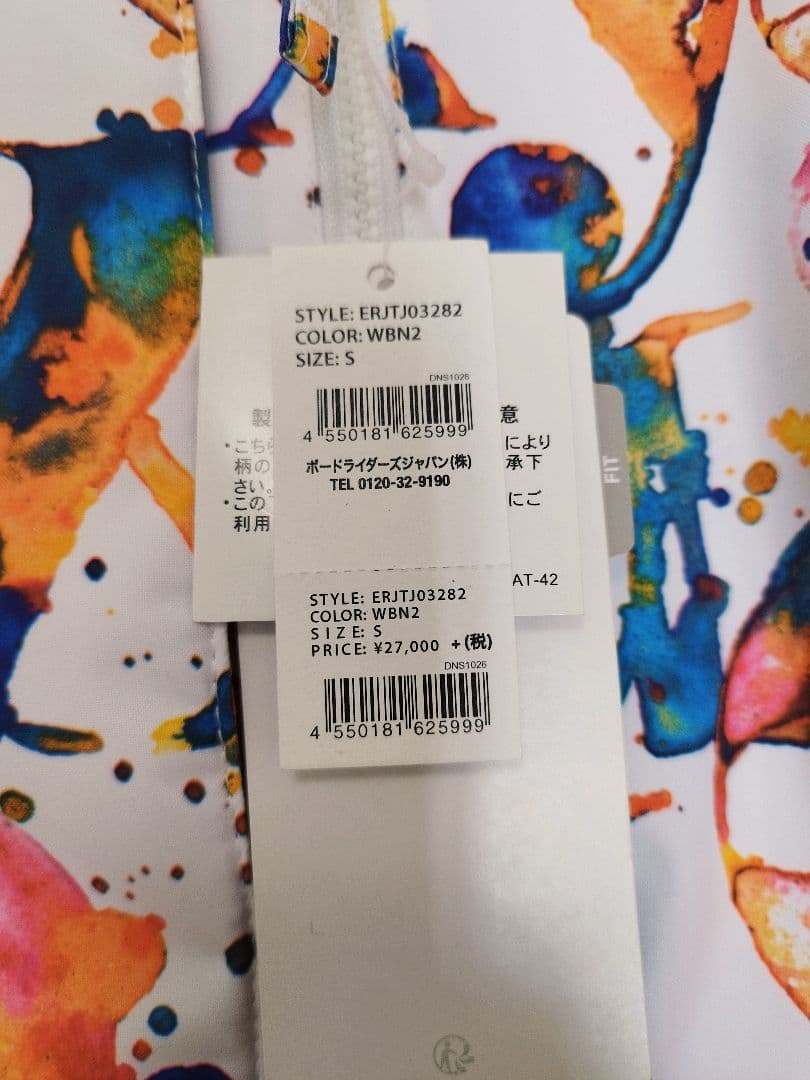 STYLE: ERJTJ03282
COLOR: WBN2
SIZE: S
DNS1026
4 550181 625999
ボードライダーズジャパン(株)
TEL 0120-32-9190
STYLE: ERJTJ03282
COLOR: WBN2
SIZE: S
PRICE: ¥27,000 +(税)
DNS1026
4 550181 625999
製
意
・こちら
により
柄の
承下
さい。
・この
にご
利用
AT-42
FIT